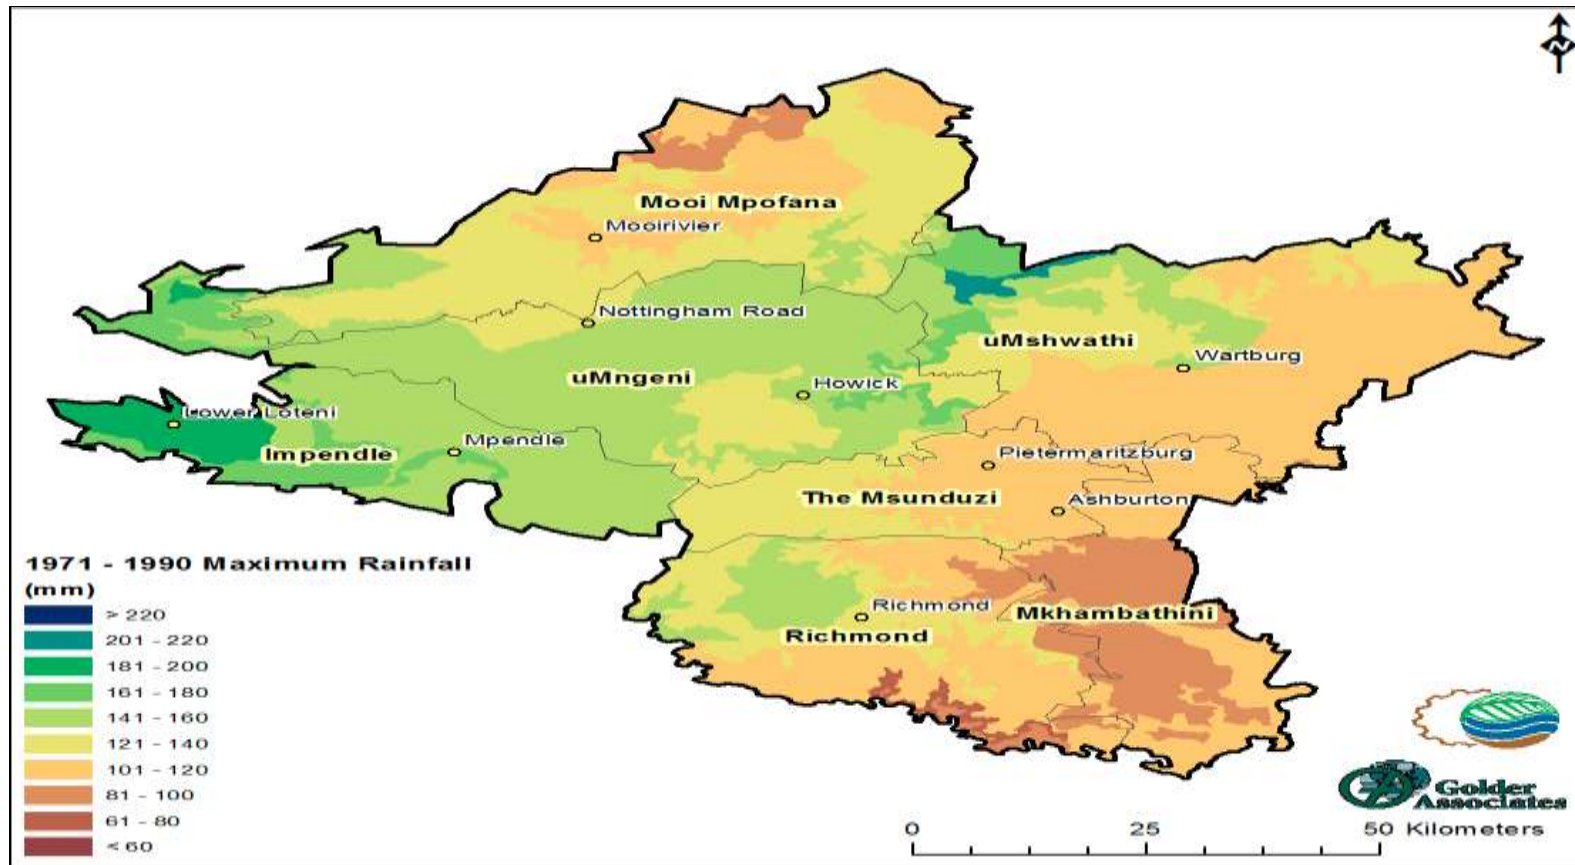 N
Mooi Mpofana
Mooirivier
Nottingham Road
uMshwathi
Wartburg
uMngeni
Howick
Lower Loteni
Mpendle
Impendle
Pietermaritzburg
The Msunduzi
Ashburton
Richmond
Mkhambathini
Richmond
1971 - 1990 Maximum Rainfall
(mm)
> 220
201 - 220
181 - 200
161 - 180
141 - 160
121 - 140
101 - 120
81 - 100
61 - 80
< 60
Golder
Associates
0 25 50 Kilometers